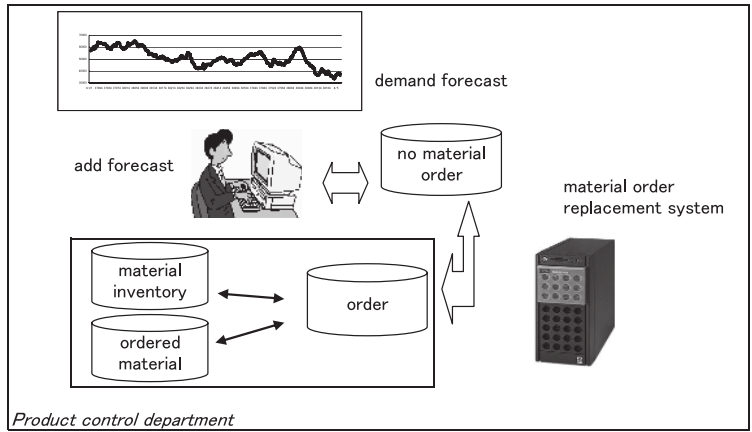 demand forecast
add forecast
no material
order
material order
replacement system
material
inventory
order
ordered
material
Product control department